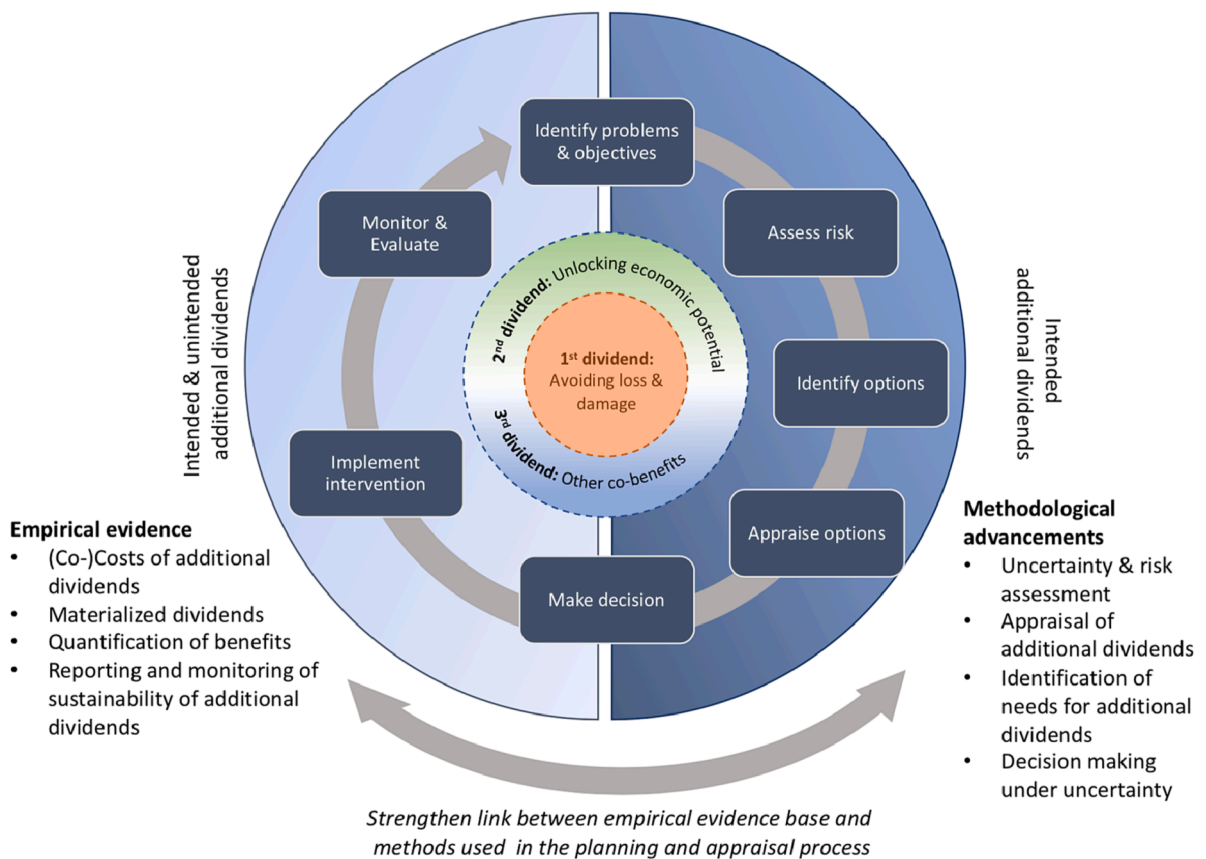 Identify problems
& objectives
Assess risk
Identify options
Appraise options
Make decision
Implement
intervention
Monitor &
Evaluate
2nd dividend: Unlocking economic potential
1st dividend:
Avoiding loss &
damage
3rd dividend: Other co-benefits
Intended & unintended
additional dividends
Intended
additional dividends
Empirical evidence
• (Co-)Costs of additional
dividends
• Materialized dividends
• Quantification of benefits
• Reporting and monitoring of
sustainability of additional
dividends
Methodological
advancements
• Uncertainty & risk
assessment
• Appraisal of
additional dividends
• Identification of
needs for additional
dividends
• Decision making
under uncertainty
Strengthen link between empirical evidence base and
methods used in the planning and appraisal process